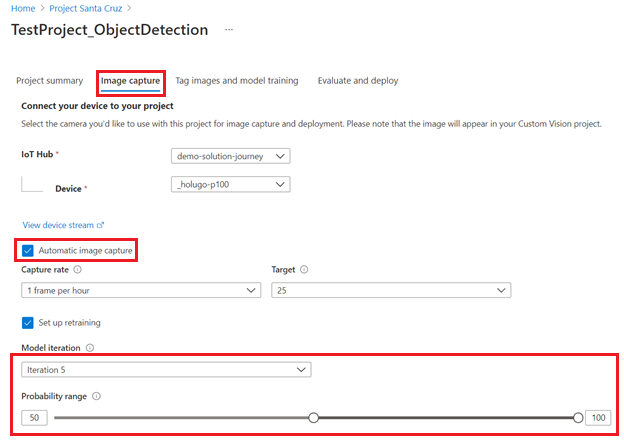 Home > Project Santa Cruz >
TestProject_ObjectDetection ...
Project summary Image capture Tag images and model training Evaluate and deploy
Connect your device to your project
Select the camera you'd like to use with this project for image capture and deployment. Please note that the image will appear in your Custom Vision project.
IoT Hub * demo-solution-journey
Device * _holugo-p100
View device stream
Automatic image capture
Capture rate Target
1 frame per hour 25
Set up retraining
Model iteration
Iteration 5
Probability range
50 100